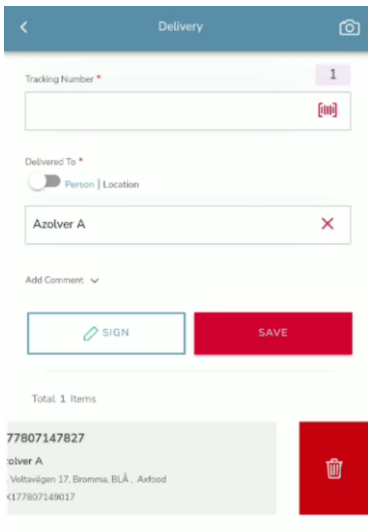 Delivery
Tracking Number *
1
Delivered To *
Person | Location
Azolver A
Add Comment
SIGN
SAVE
Total 1 Items
77807147827
olver A
Voltavägen 17, Bromma, BLÅ , Axfood
177807149017